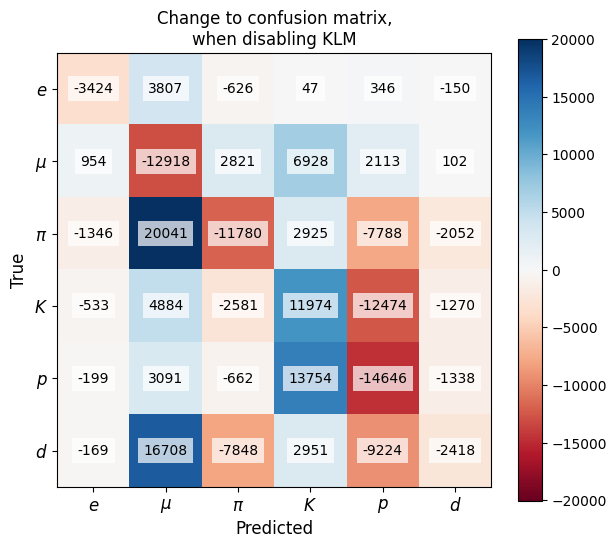 Change to confusion matrix,
when disabling KLM
e -3424 3807 -626 47 346 -150
μ 954 -12918 2821 6928 2113 102
π -1346 20041 -11780 2925 -7788 -2052
K -533 4884 -2581 11974 -12474 -1270
p -199 3091 -662 13754 -14646 -1338
d -169 16708 -7848 2951 -9224 -2418
e μ π K p d
True
Predicted
20000
15000
10000
5000
0
−5000
−10000
−15000
−20000